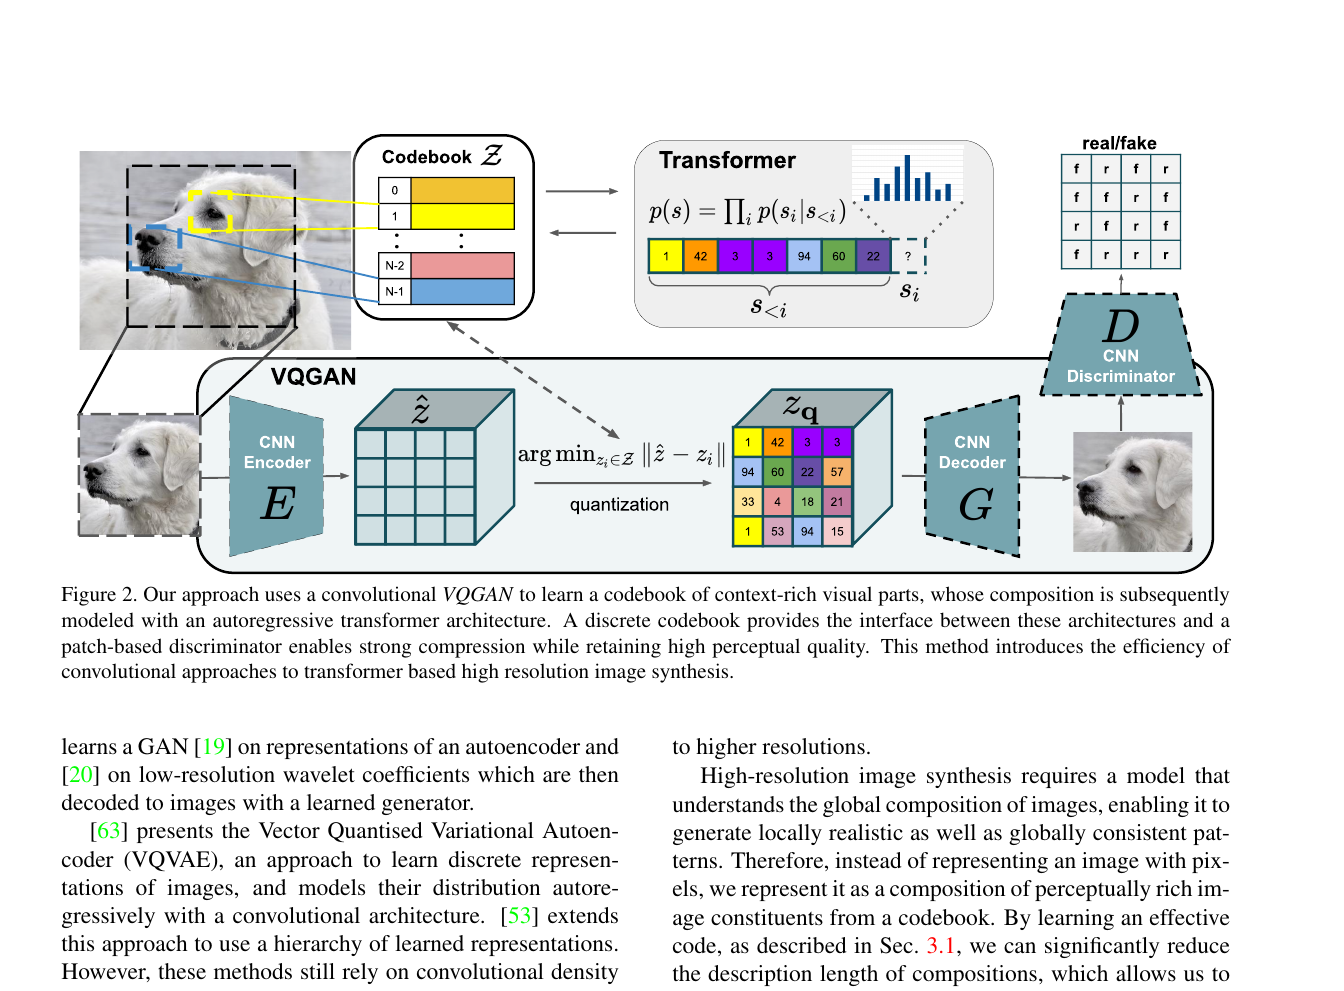 Codebook 𝒵
0
1
N-2
N-1
Transformer
p(s) = ∏i p(si|s<i)
1 42 3 3 94 60 22 ?
s<i
si
real/fake
f r f r
f f r f
r f r f
f r r r
D
CNN
Discriminator
VQGAN
CNN
Encoder
E
ẑ
arg min zi∈𝒵 ‖ẑ − zi‖
quantization
zq
1 42 3 3
94 60 22 57
33 4 18 21
1 53 94 15
CNN
Decoder
G
Figure 2. Our approach uses a convolutional VQGAN to learn a codebook of context-rich visual parts, whose composition is subsequently
modeled with an autoregressive transformer architecture. A discrete codebook provides the interface between these architectures and a
patch-based discriminator enables strong compression while retaining high perceptual quality. This method introduces the efficiency of
convolutional approaches to transformer based high resolution image synthesis.
learns a GAN [19] on representations of an autoencoder and
[20] on low-resolution wavelet coefficients which are then
decoded to images with a learned generator.
[63] presents the Vector Quantised Variational Autoen-
coder (VQVAE), an approach to learn discrete represen-
tations of images, and models their distribution autore-
gressively with a convolutional architecture. [53] extends
this approach to use a hierarchy of learned representations.
However, these methods still rely on convolutional density
to higher resolutions.
High-resolution image synthesis requires a model that
understands the global composition of images, enabling it to
generate locally realistic as well as globally consistent pat-
terns. Therefore, instead of representing an image with pix-
els, we represent it as a composition of perceptually rich im-
age constituents from a codebook. By learning an effective
code, as described in Sec. 3.1, we can significantly reduce
the description length of compositions, which allows us to